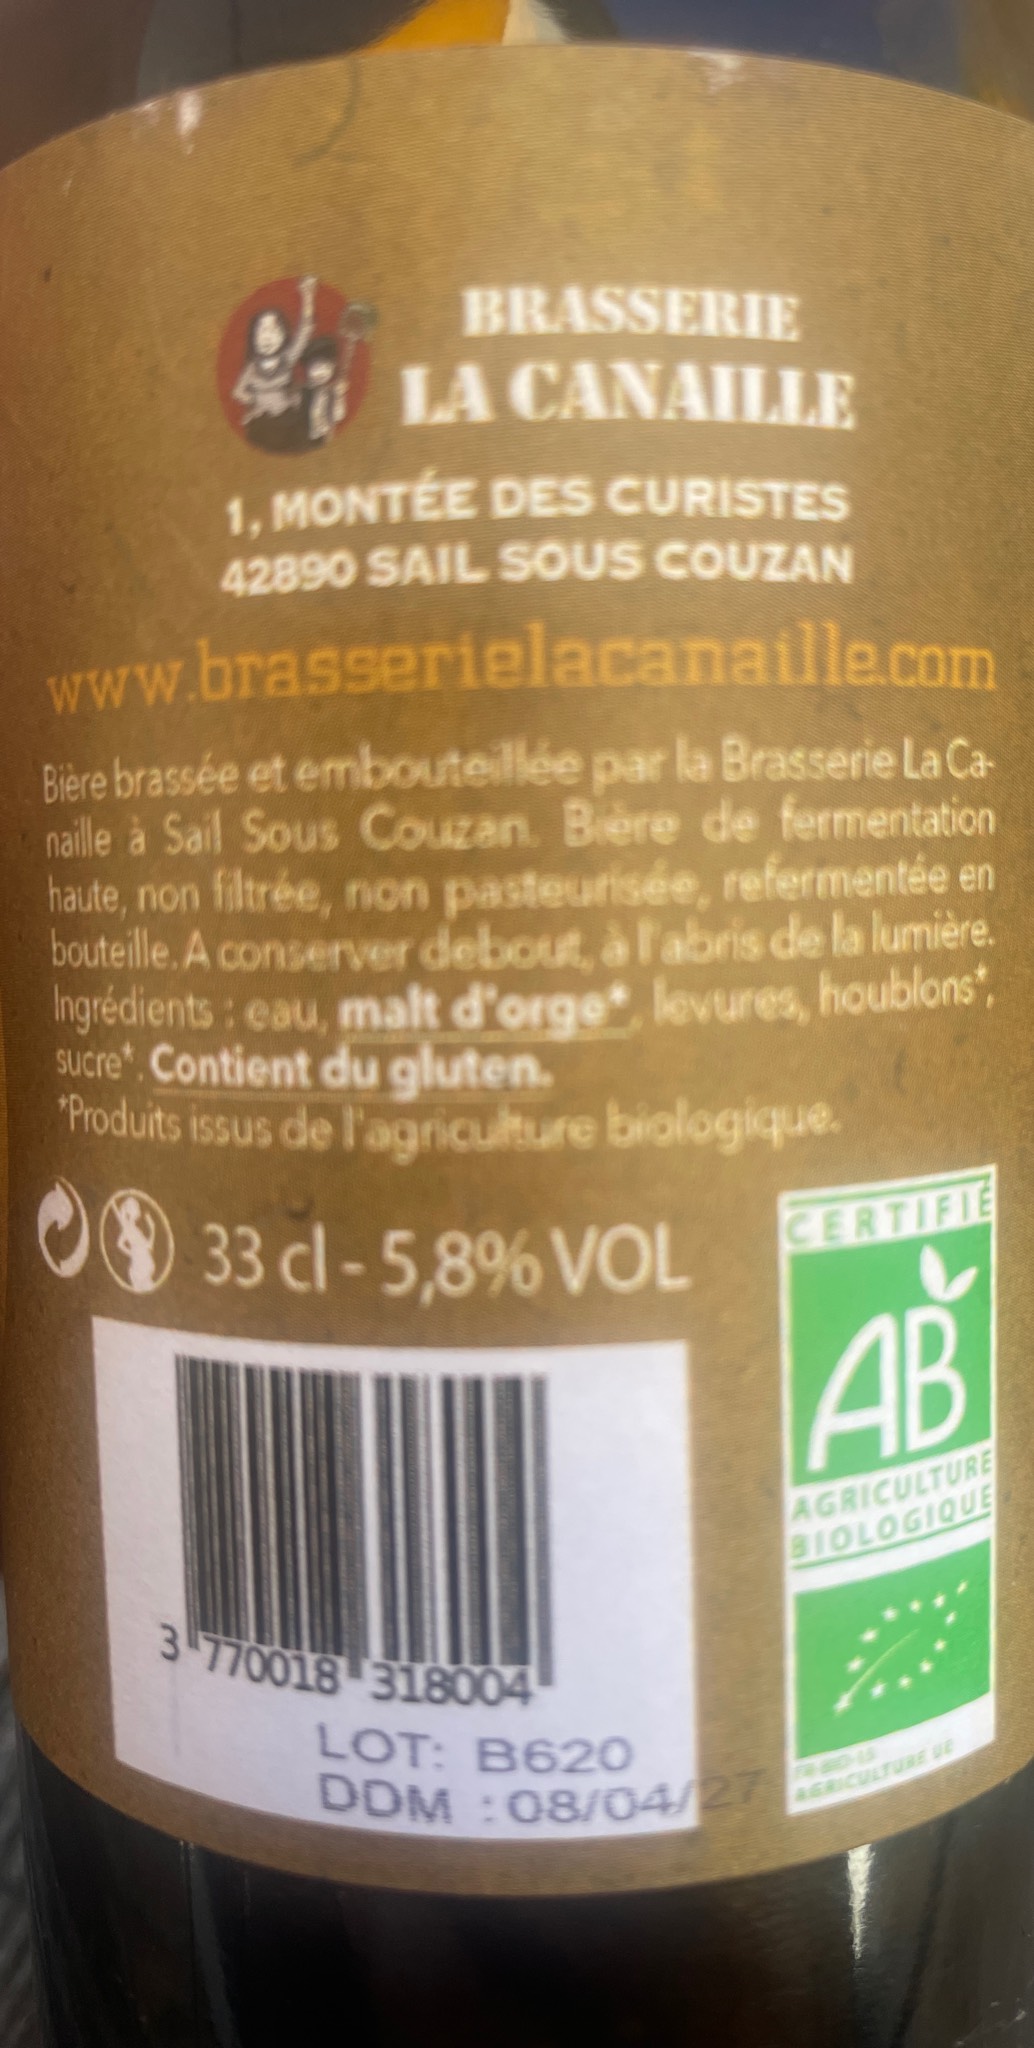 BRASSERIE
LA CANAILLE
1, MONTÉE DES CURISTES
42890 SAIL SOUS COUZAN
www.brasserielacanaille.com
Bière brassée et embouteillée par la Brasserie La Ca-
naille à Sail Sous Couzan. Bière de fermentation
haute, non filtrée, non pasteurisée, refermentée en
bouteille. A conserver debout, à l'abris de la lumière.
Ingrédients : eau, malt d'orge*, levures, houblons*,
sucre*. Contient du gluten.
*Produits issus de l'agriculture biologique.
33 cl - 5,8% VOL
CERTIFIÉ
AB
AGRICULTURE
BIOLOGIQUE
AGRICULTURE UE
3 770018 318004
LOT: B620
DDM : 08/04/27